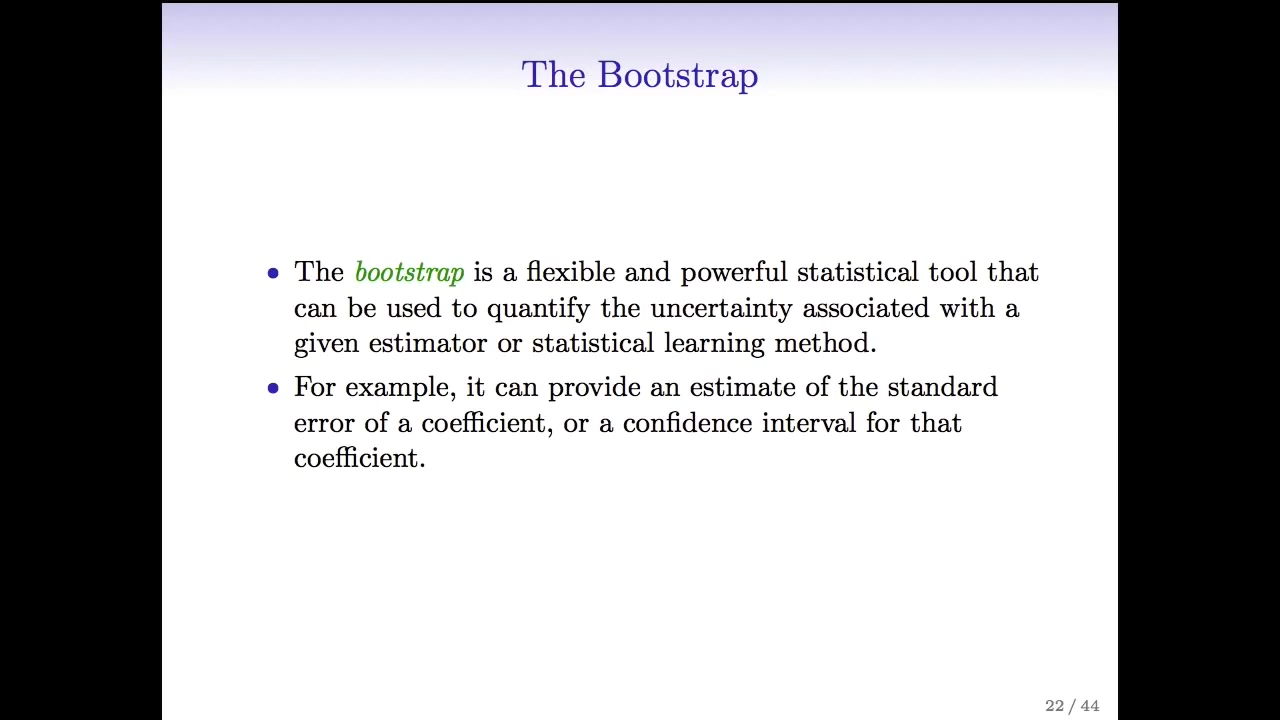 The Bootstrap
• The bootstrap is a flexible and powerful statistical tool that
can be used to quantify the uncertainty associated with a
given estimator or statistical learning method.
• For example, it can provide an estimate of the standard
error of a coefficient, or a confidence interval for that
coefficient.
22 / 44